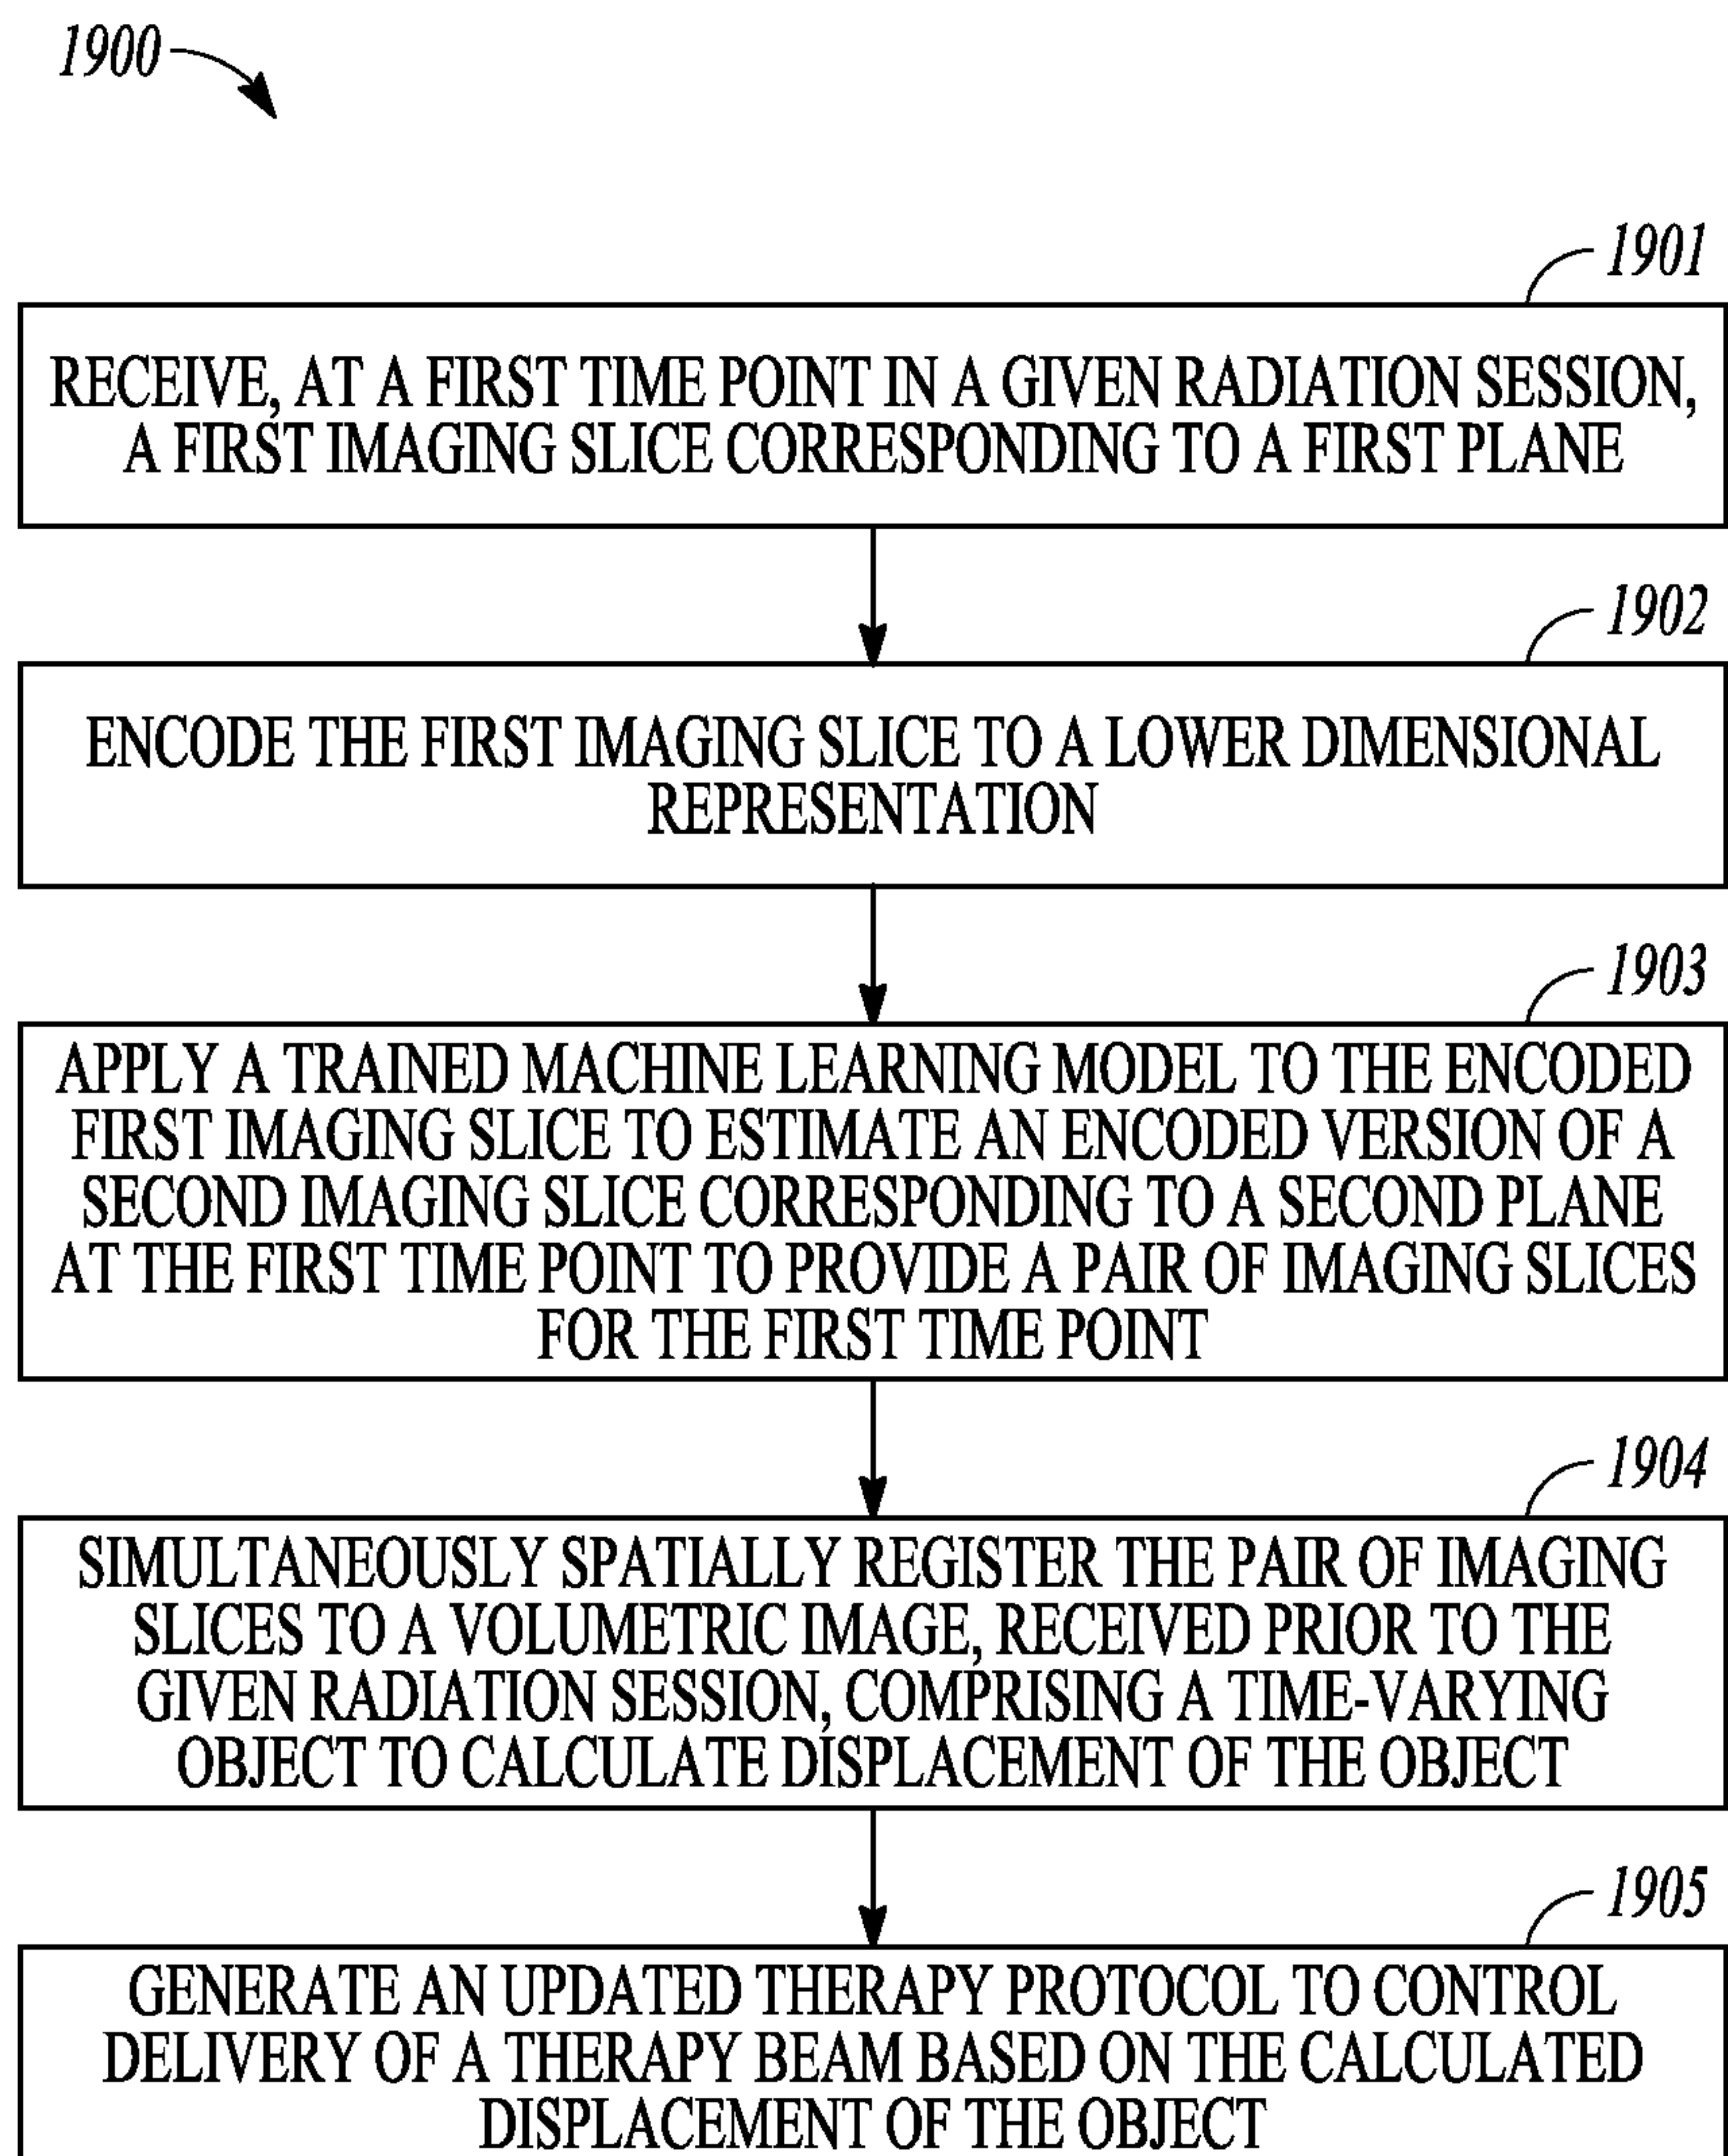 1900
1901
RECEIVE, AT A FIRST TIME POINT IN A GIVEN RADIATION SESSION,
A FIRST IMAGING SLICE CORRESPONDING TO A FIRST PLANE
1902
ENCODE THE FIRST IMAGING SLICE TO A LOWER DIMENSIONAL
REPRESENTATION
1903
APPLY A TRAINED MACHINE LEARNING MODEL TO THE ENCODED
FIRST IMAGING SLICE TO ESTIMATE AN ENCODED VERSION OF A
SECOND IMAGING SLICE CORRESPONDING TO A SECOND PLANE
AT THE FIRST TIME POINT TO PROVIDE A PAIR OF IMAGING SLICES
FOR THE FIRST TIME POINT
1904
SIMULTANEOUSLY SPATIALLY REGISTER THE PAIR OF IMAGING
SLICES TO A VOLUMETRIC IMAGE, RECEIVED PRIOR TO THE
GIVEN RADIATION SESSION, COMPRISING A TIME-VARYING
OBJECT TO CALCULATE DISPLACEMENT OF THE OBJECT
1905
GENERATE AN UPDATED THERAPY PROTOCOL TO CONTROL
DELIVERY OF A THERAPY BEAM BASED ON THE CALCULATED
DISPLACEMENT OF THE OBJECT